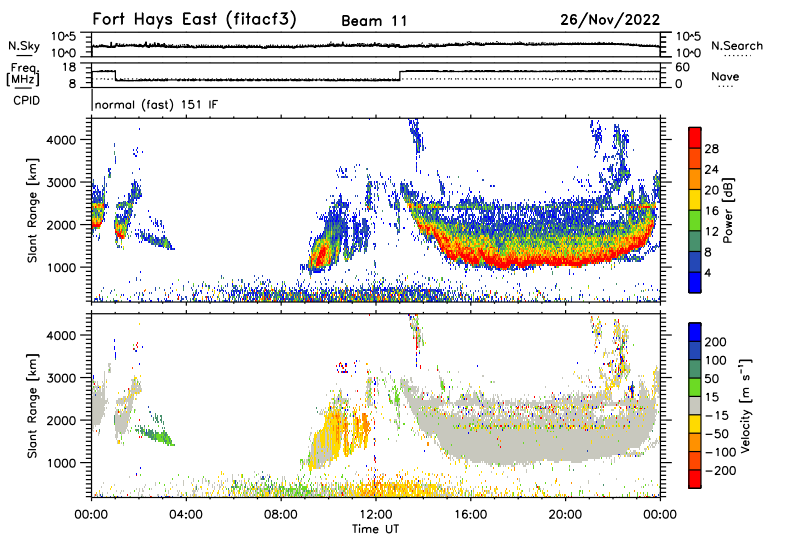 Fort Hays East (fitacf3) Beam 11 26/Nov/2022
N.Sky 10^5 10^0 10^5 10^0 N.Search
Freq. [MHz] 18 8 60 0 Nave
CPID normal (fast) 151 IF
Slant Range [km] 4000 3000 2000 1000
28 24 20 16 12 8 4 Power [dB]
Slant Range [km] 4000 3000 2000 1000
200 100 50 15 −15 −50 −100 −200 Velocity [m s⁻¹]
00:00 04:00 08:00 12:00 16:00 20:00 00:00
Time UT